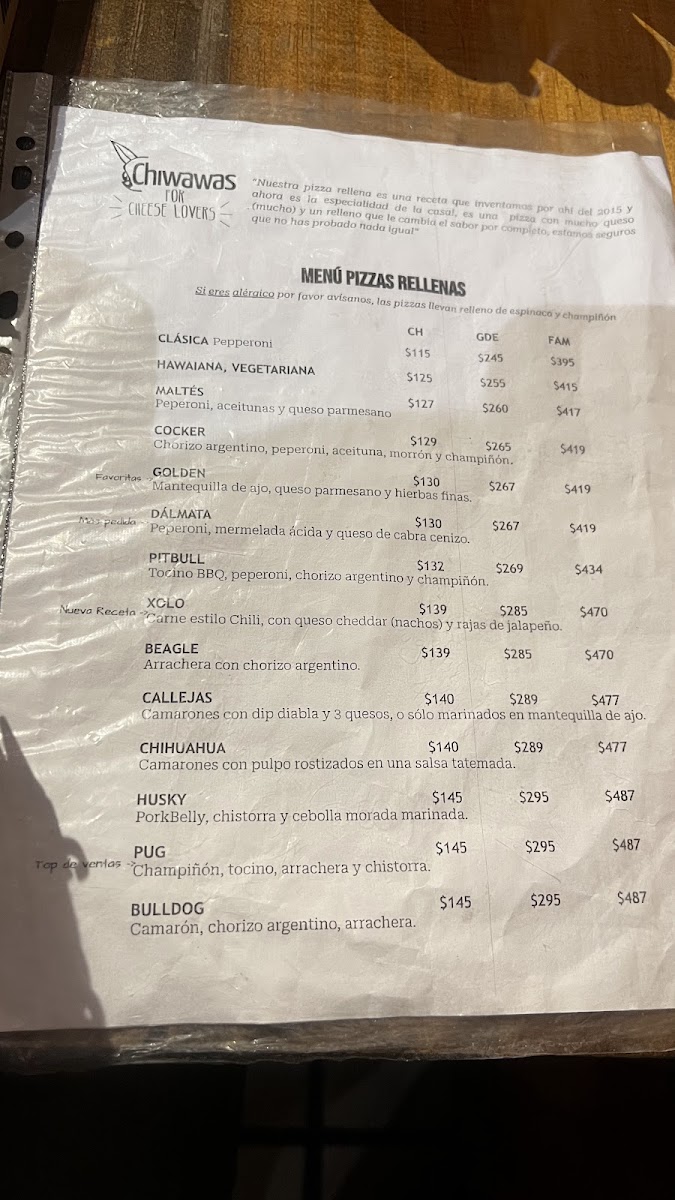 Chiwawas
FOR
CHEESE LOVERS
"Nuestra pizza rellena es una receta que inventamos por ahi del 2015 y
ahora es la especialidad de la casa!, es una pizza con mucho queso
(mucho) y un relleno que le cambia el sabor por completo, estamos seguros
que no has probado nada igual"
MENÚ PIZZAS RELLENAS
Si eres alérgico por favor avisanos, las pizzas llevan relleno de espinaca y champiñón
CH GDE FAM
CLÁSICA Pepperoni $115 $245 $395
HAWAIANA, VEGETARIANA $125 $255 $415
MALTÉS $127 $260 $417
Peperoni, aceitunas y queso parmesano
COCKER $129 $265 $419
Chorizo argentino, peperoni, aceituna, morrón y champiñón.
Favoritas GOLDEN $130 $267 $419
Mantequilla de ajo, queso parmesano y hierbas finas.
Mas pedida DÁLMATA $130 $267 $419
Peperoni, mermelada ácida y queso de cabra cenizo.
PITBULL $132 $269 $434
Tocino BBQ, peperoni, chorizo argentino y champiñón.
Nueva Receta XOLO $139 $285 $470
Carne estilo Chili, con queso cheddar (nachos) y rajas de jalapeño.
BEAGLE $139 $285 $470
Arrachera con chorizo argentino.
CALLEJAS $140 $289 $477
Camarones con dip diabla y 3 quesos, o sólo marinados en mantequilla de ajo.
CHIHUAHUA $140 $289 $477
Camarones con pulpo rostizados en una salsa tatemada.
HUSKY $145 $295 $487
PorkBelly, chistorra y cebolla morada marinada.
PUG $145 $295 $487
Top de ventas Champiñón, tocino, arrachera y chistorra.
BULLDOG $145 $295 $487
Camarón, chorizo argentino, arrachera.